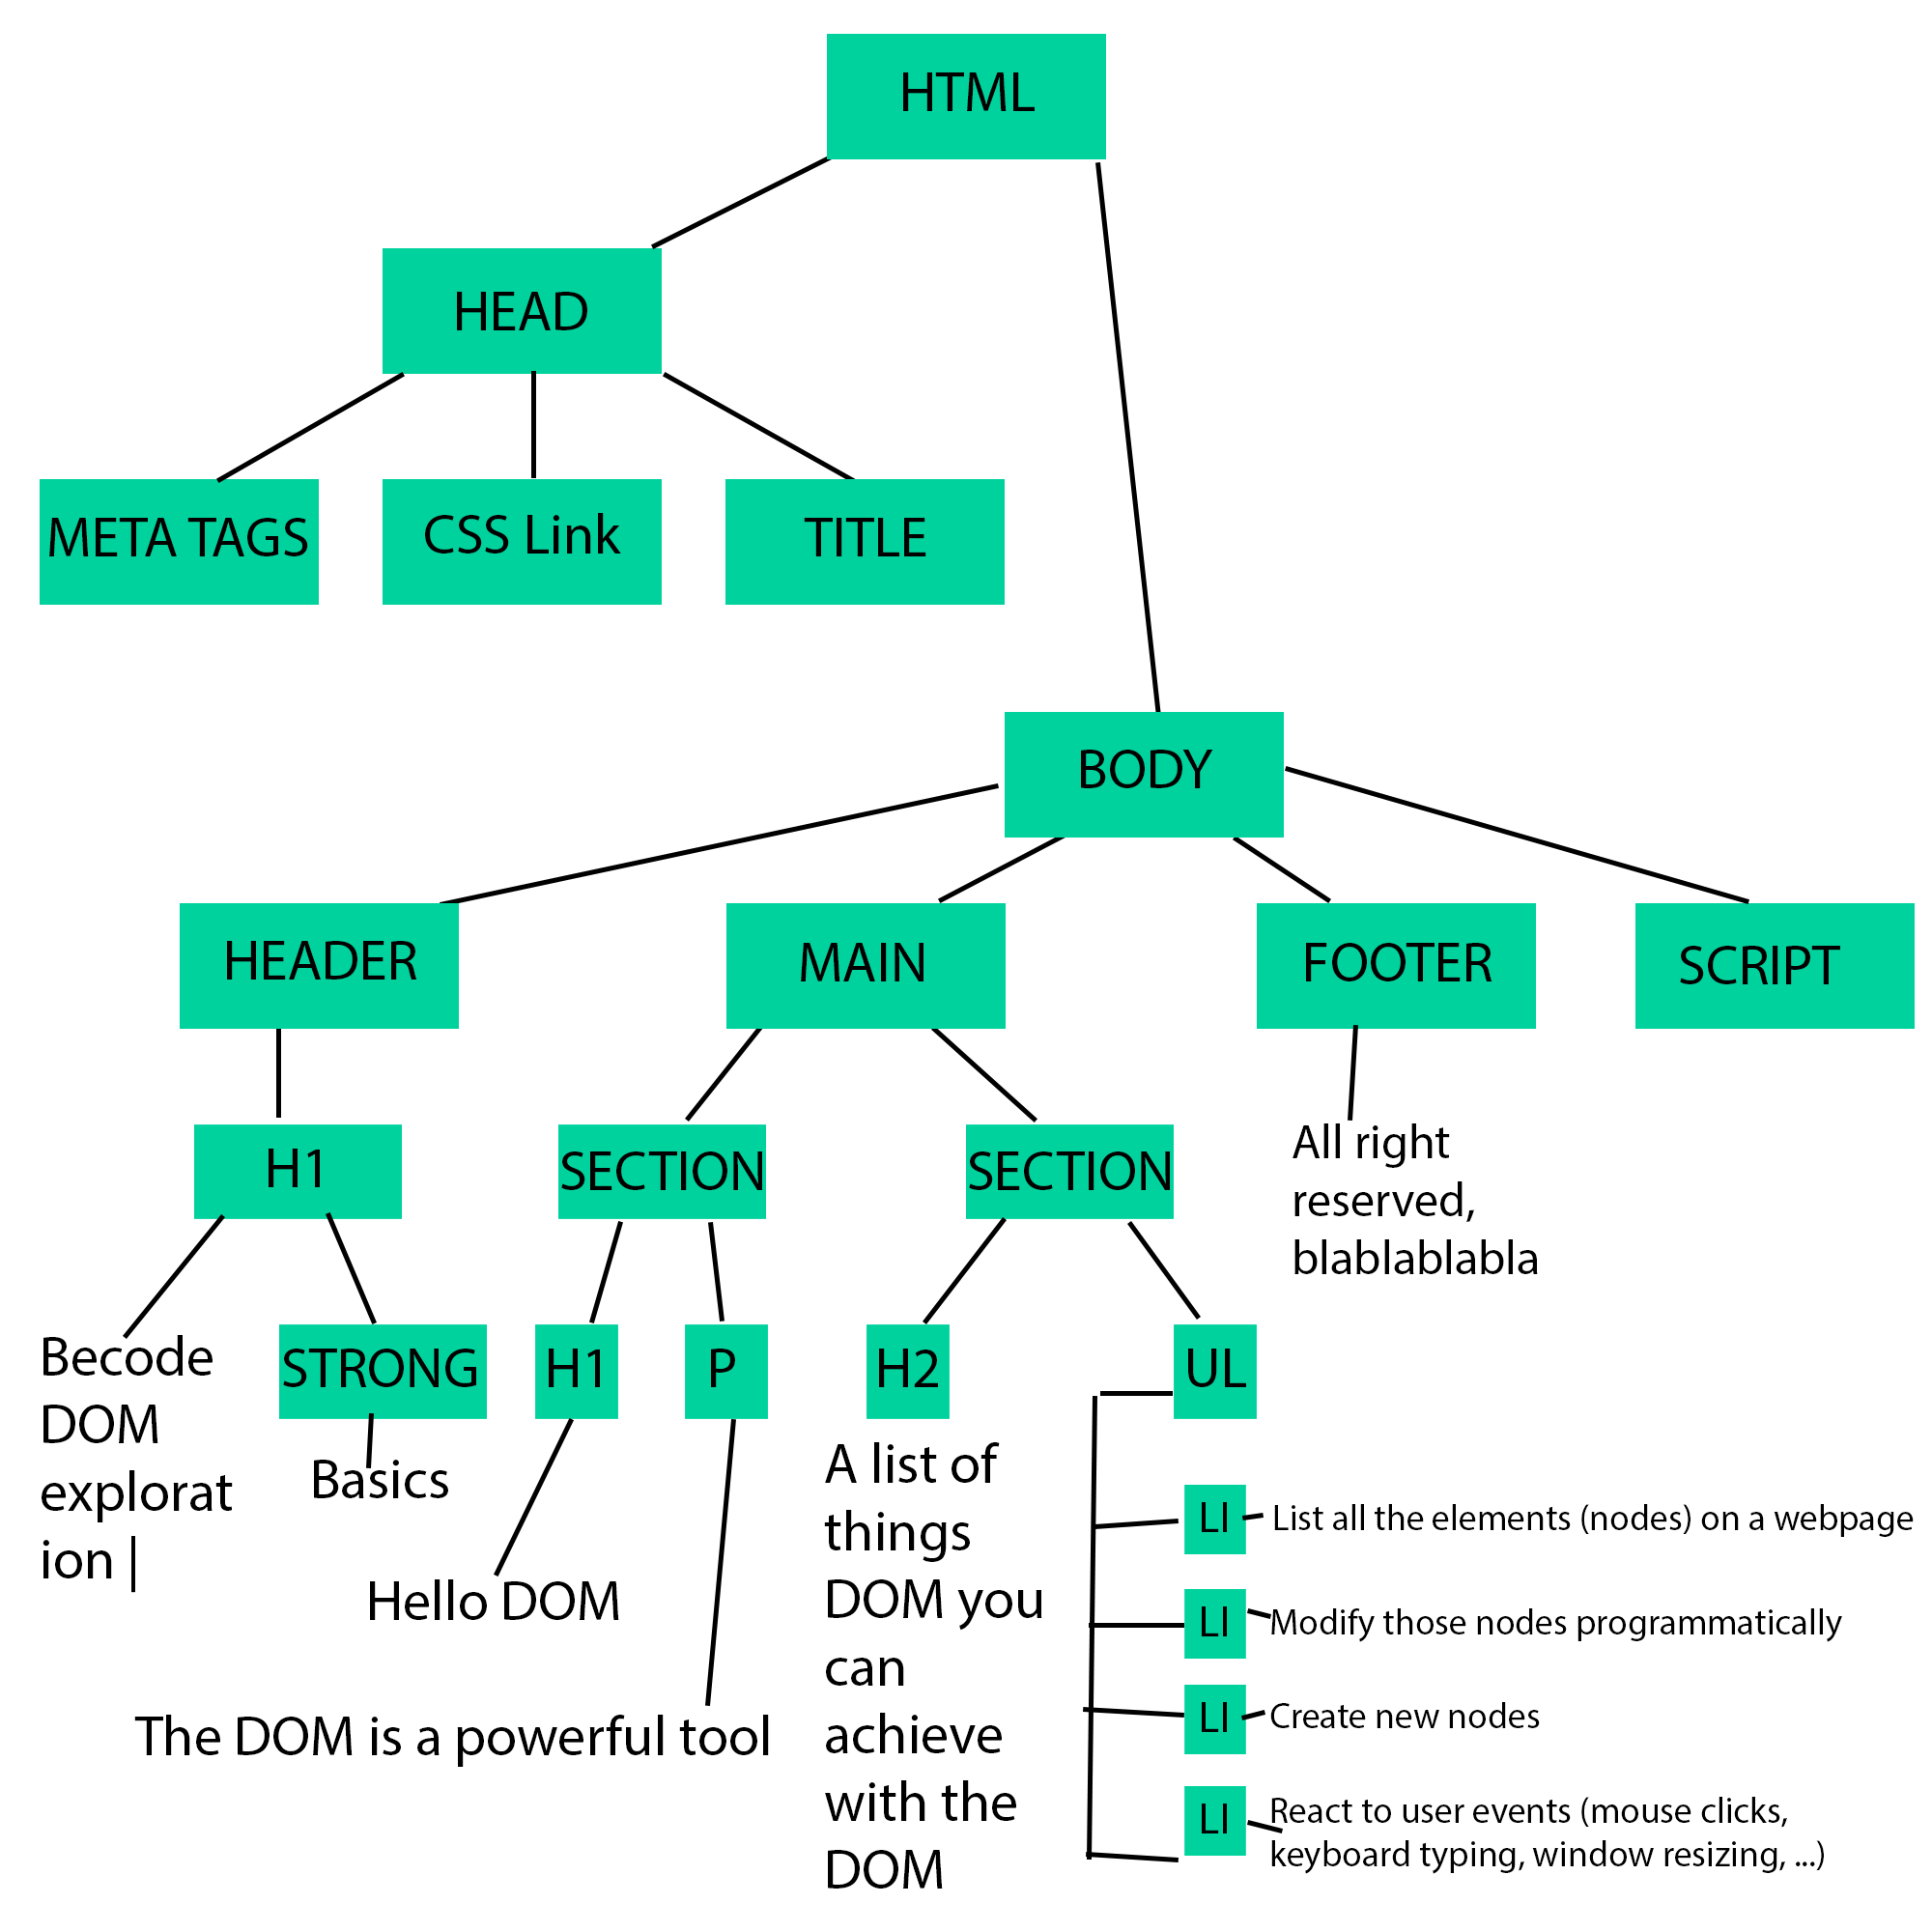 HTML
HEAD
META TAGS
CSS Link
TITLE
BODY
HEADER
MAIN
FOOTER
SCRIPT
H1
SECTION
SECTION
All right
reserved,
blablablabla
Becode
DOM
explorat
ion |
STRONG
Basics
H1
Hello DOM
P
The DOM is a powerful tool
H2
A list of
things
DOM you
can
achieve
with the
DOM
UL
LI
List all the elements (nodes) on a webpage
LI
Modify those nodes programmatically
LI
Create new nodes
LI
React to user events (mouse clicks,
keyboard typing, window resizing, ...)